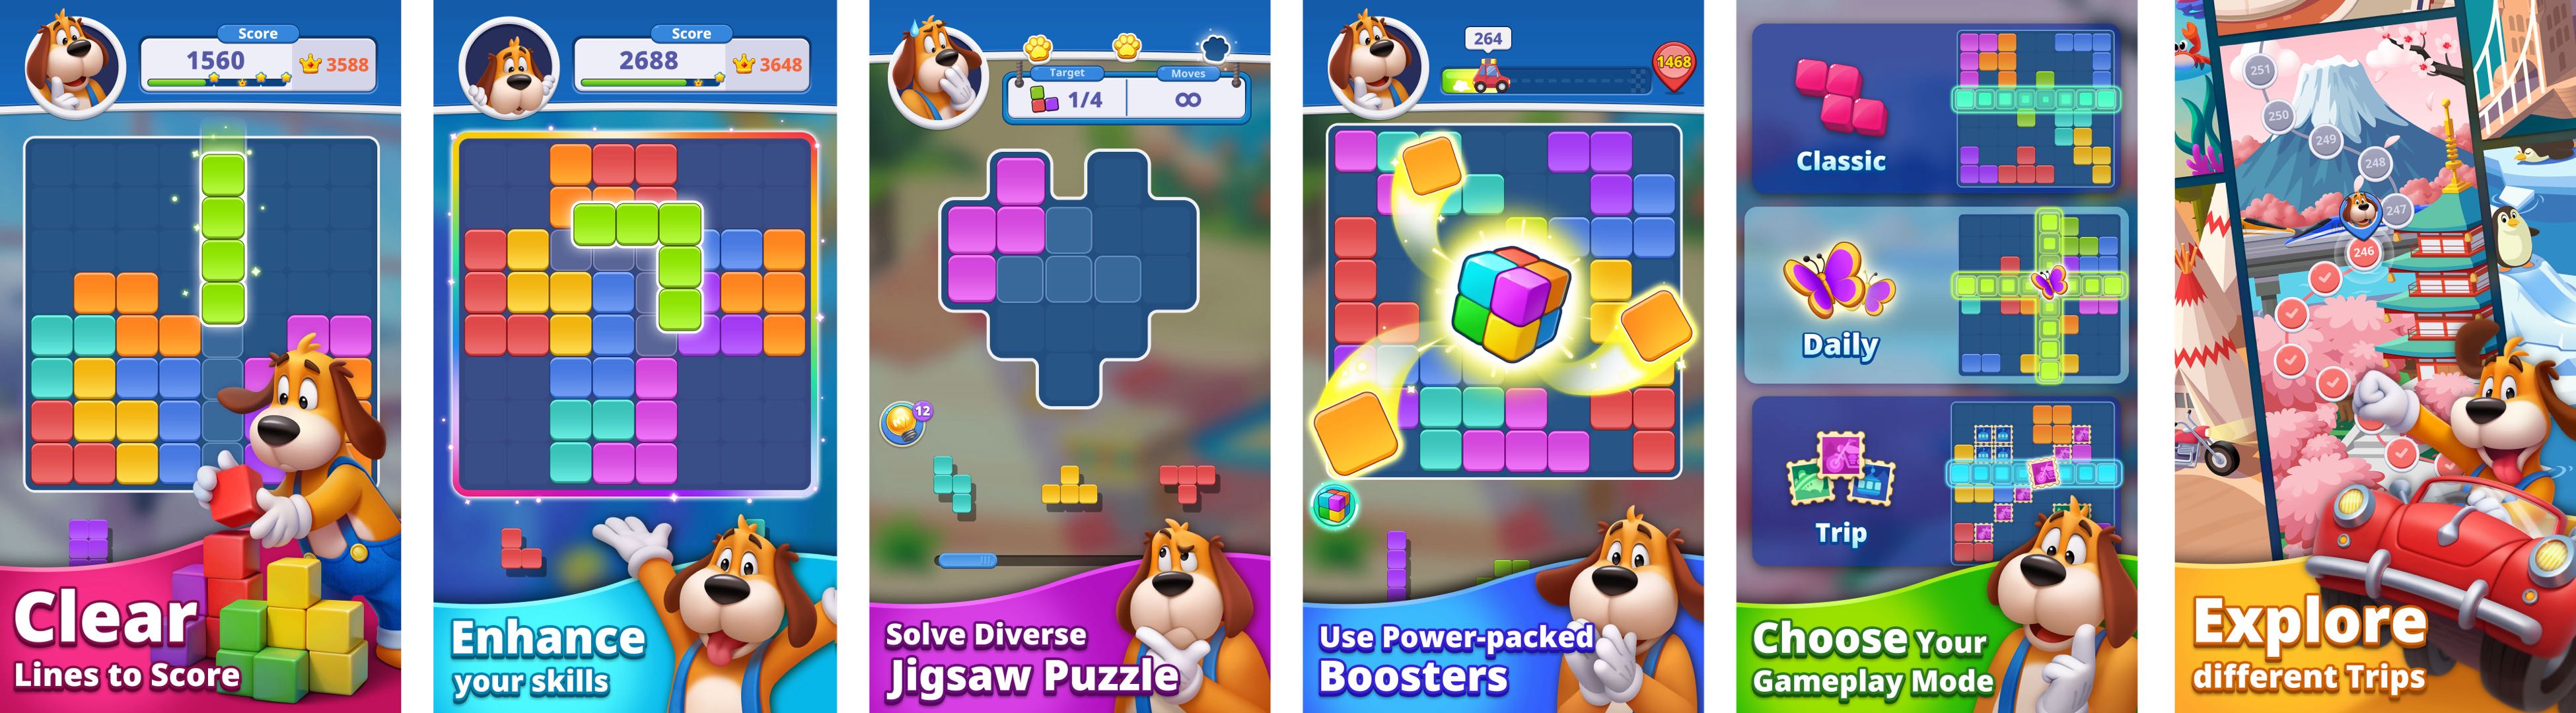 Score
1560
3588
Clear
Lines to Score
Score
2688
3648
Enhance
your skills
Target
Moves
1/4
∞
12
Solve Diverse
Jigsaw Puzzle
264
1468
Use Power-packed
Boosters
Classic
Daily
Trip
Choose Your
Gameplay Mode
251
250
249
248
247
246
Explore
different Trips